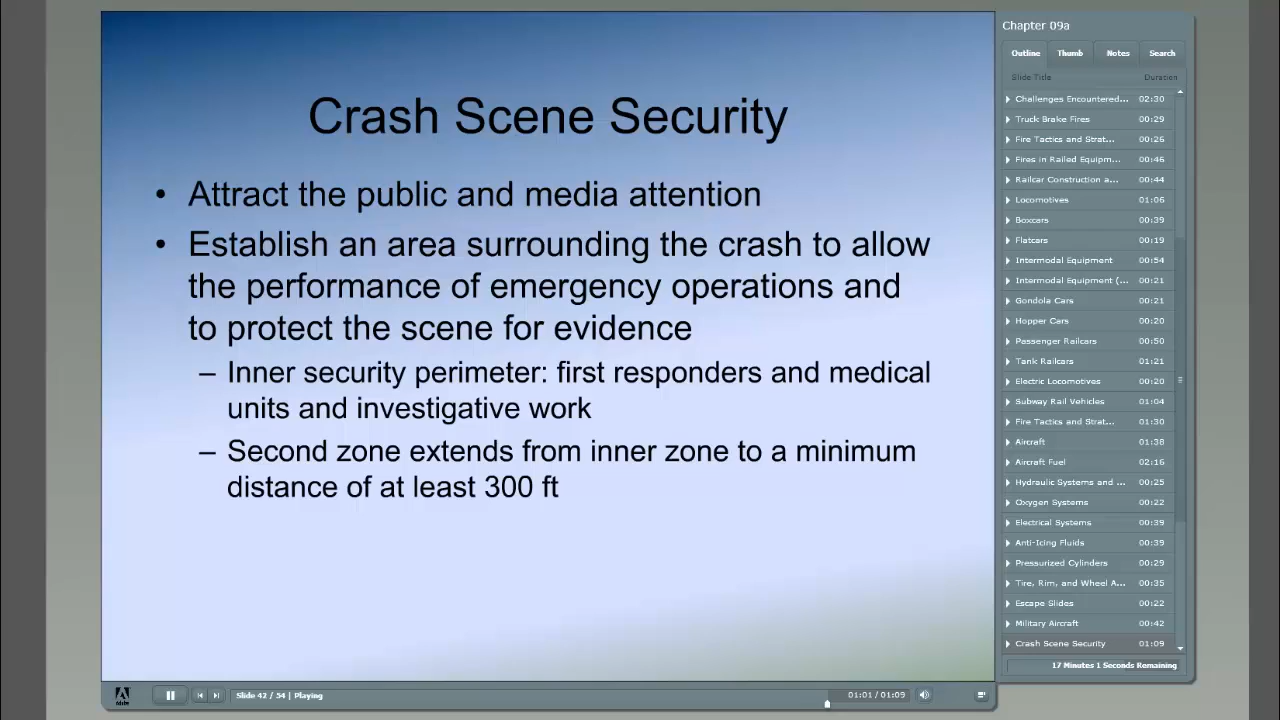 Crash Scene Security
• Attract the public and media attention
• Establish an area surrounding the crash to allow
the performance of emergency operations and
to protect the scene for evidence
– Inner security perimeter: first responders and medical
units and investigative work
– Second zone extends from inner zone to a minimum
distance of at least 300 ft
Chapter 09a
Outline Thumb Notes Search
Slide Title Duration
Challenges Encountered... 02:30
Truck Brake Fires 00:29
Fire Tactics and Strat... 00:26
Fires in Railed Equipm... 00:46
Railcar Construction a... 00:44
Locomotives 01:06
Boxcars 00:39
Flatcars 00:19
Intermodal Equipment 00:54
Intermodal Equipment (... 00:21
Gondola Cars 00:21
Hopper Cars 00:20
Passenger Railcars 00:50
Tank Railcars 01:21
Electric Locomotives 00:20
Subway Rail Vehicles 01:04
Fire Tactics and Strat... 01:30
Aircraft 01:38
Aircraft Fuel 02:16
Hydraulic Systems and ... 00:25
Oxygen Systems 00:22
Electrical Systems 00:39
Anti-Icing Fluids 00:39
Pressurized Cylinders 00:29
Tire, Rim, and Wheel A... 00:35
Escape Slides 00:22
Military Aircraft 00:42
Crash Scene Security 01:09
17 Minutes 1 Seconds Remaining
Adobe
Slide 42 / 54 | Playing
01:01 / 01:09